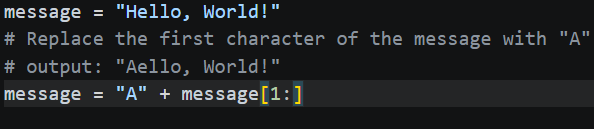 message = "Hello, World!"
# Replace the first character of the message with "A"
# output: "Aello, World!"
message = "A" + message[1:]